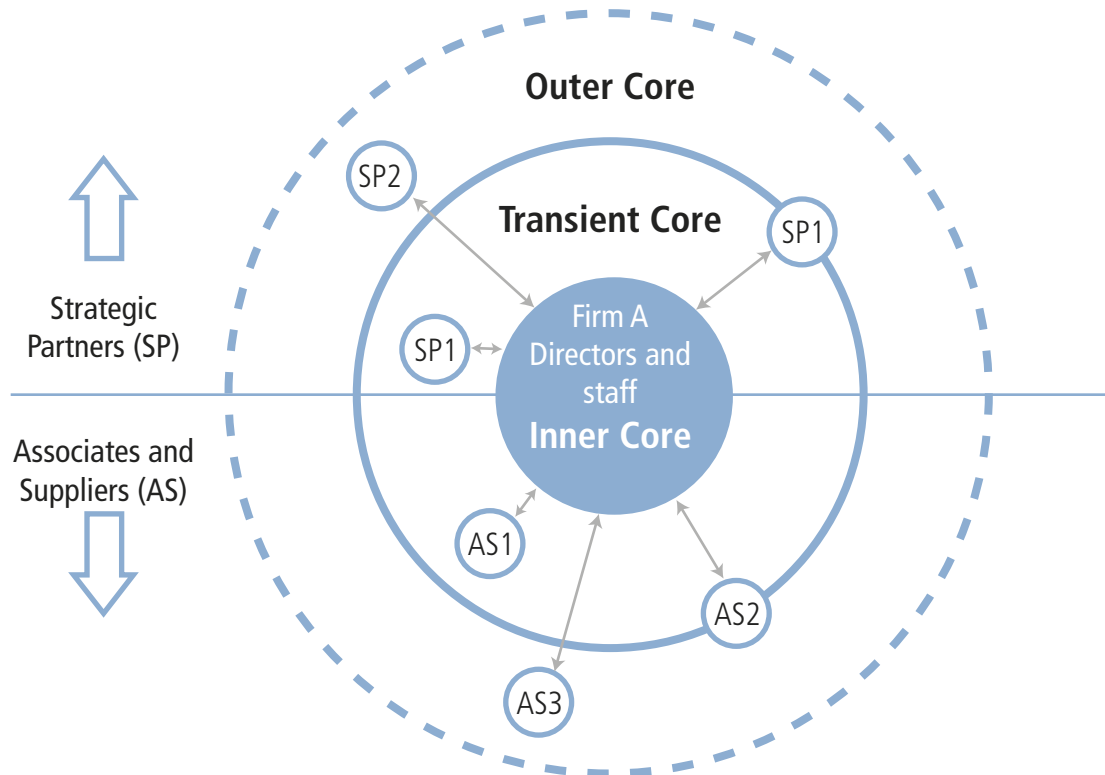 Outer Core
SP2
Transient Core
SP1
Strategic
Partners (SP)
SP1
Firm A
Directors and
staff
Inner Core
Associates and
Suppliers (AS)
AS1
AS2
AS3